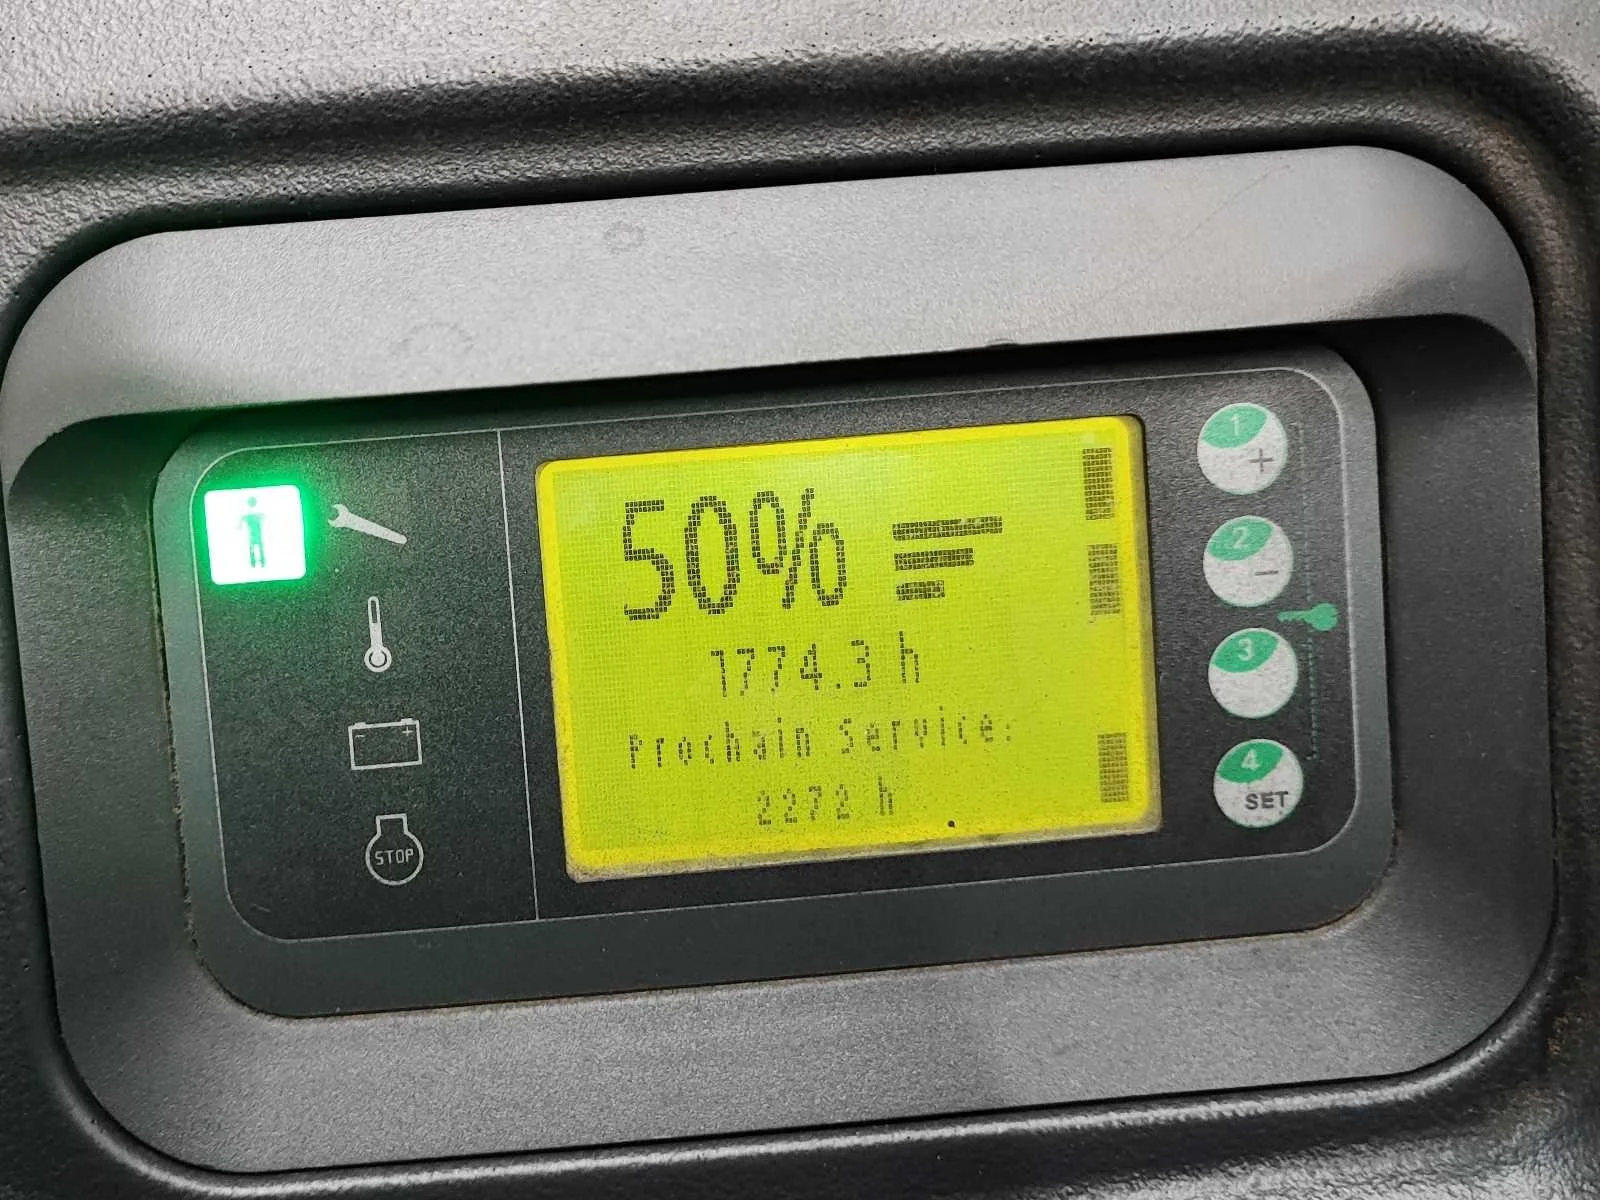 50%
1774.3 h
Prochain Service:
2272 h
- +
STOP
1
+
2
−
3
4
SET